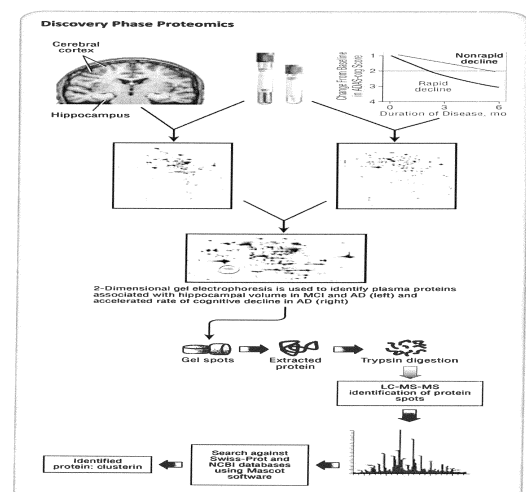 Discovery Phase Proteomics
Cerebral
cortex
Hippocampus
Change From Baseline
in ADAS-cog Score
1
2
3
4
Nonrapid
decline
Rapid
decline
0
3
6
Duration of Disease, mo
2-Dimensional gel electrophoresis is used to identify plasma proteins
associated with hippocampal volume in MCI and AD (left) and
accelerated rate of cognitive decline in AD (right)
Gel spots
Extracted
protein
Trypsin digestion
LC-MS-MS
identification of protein
spots
Search against
Swiss-Prot and
NCBI databases
using Mascot
software
Identified
protein: clusterin